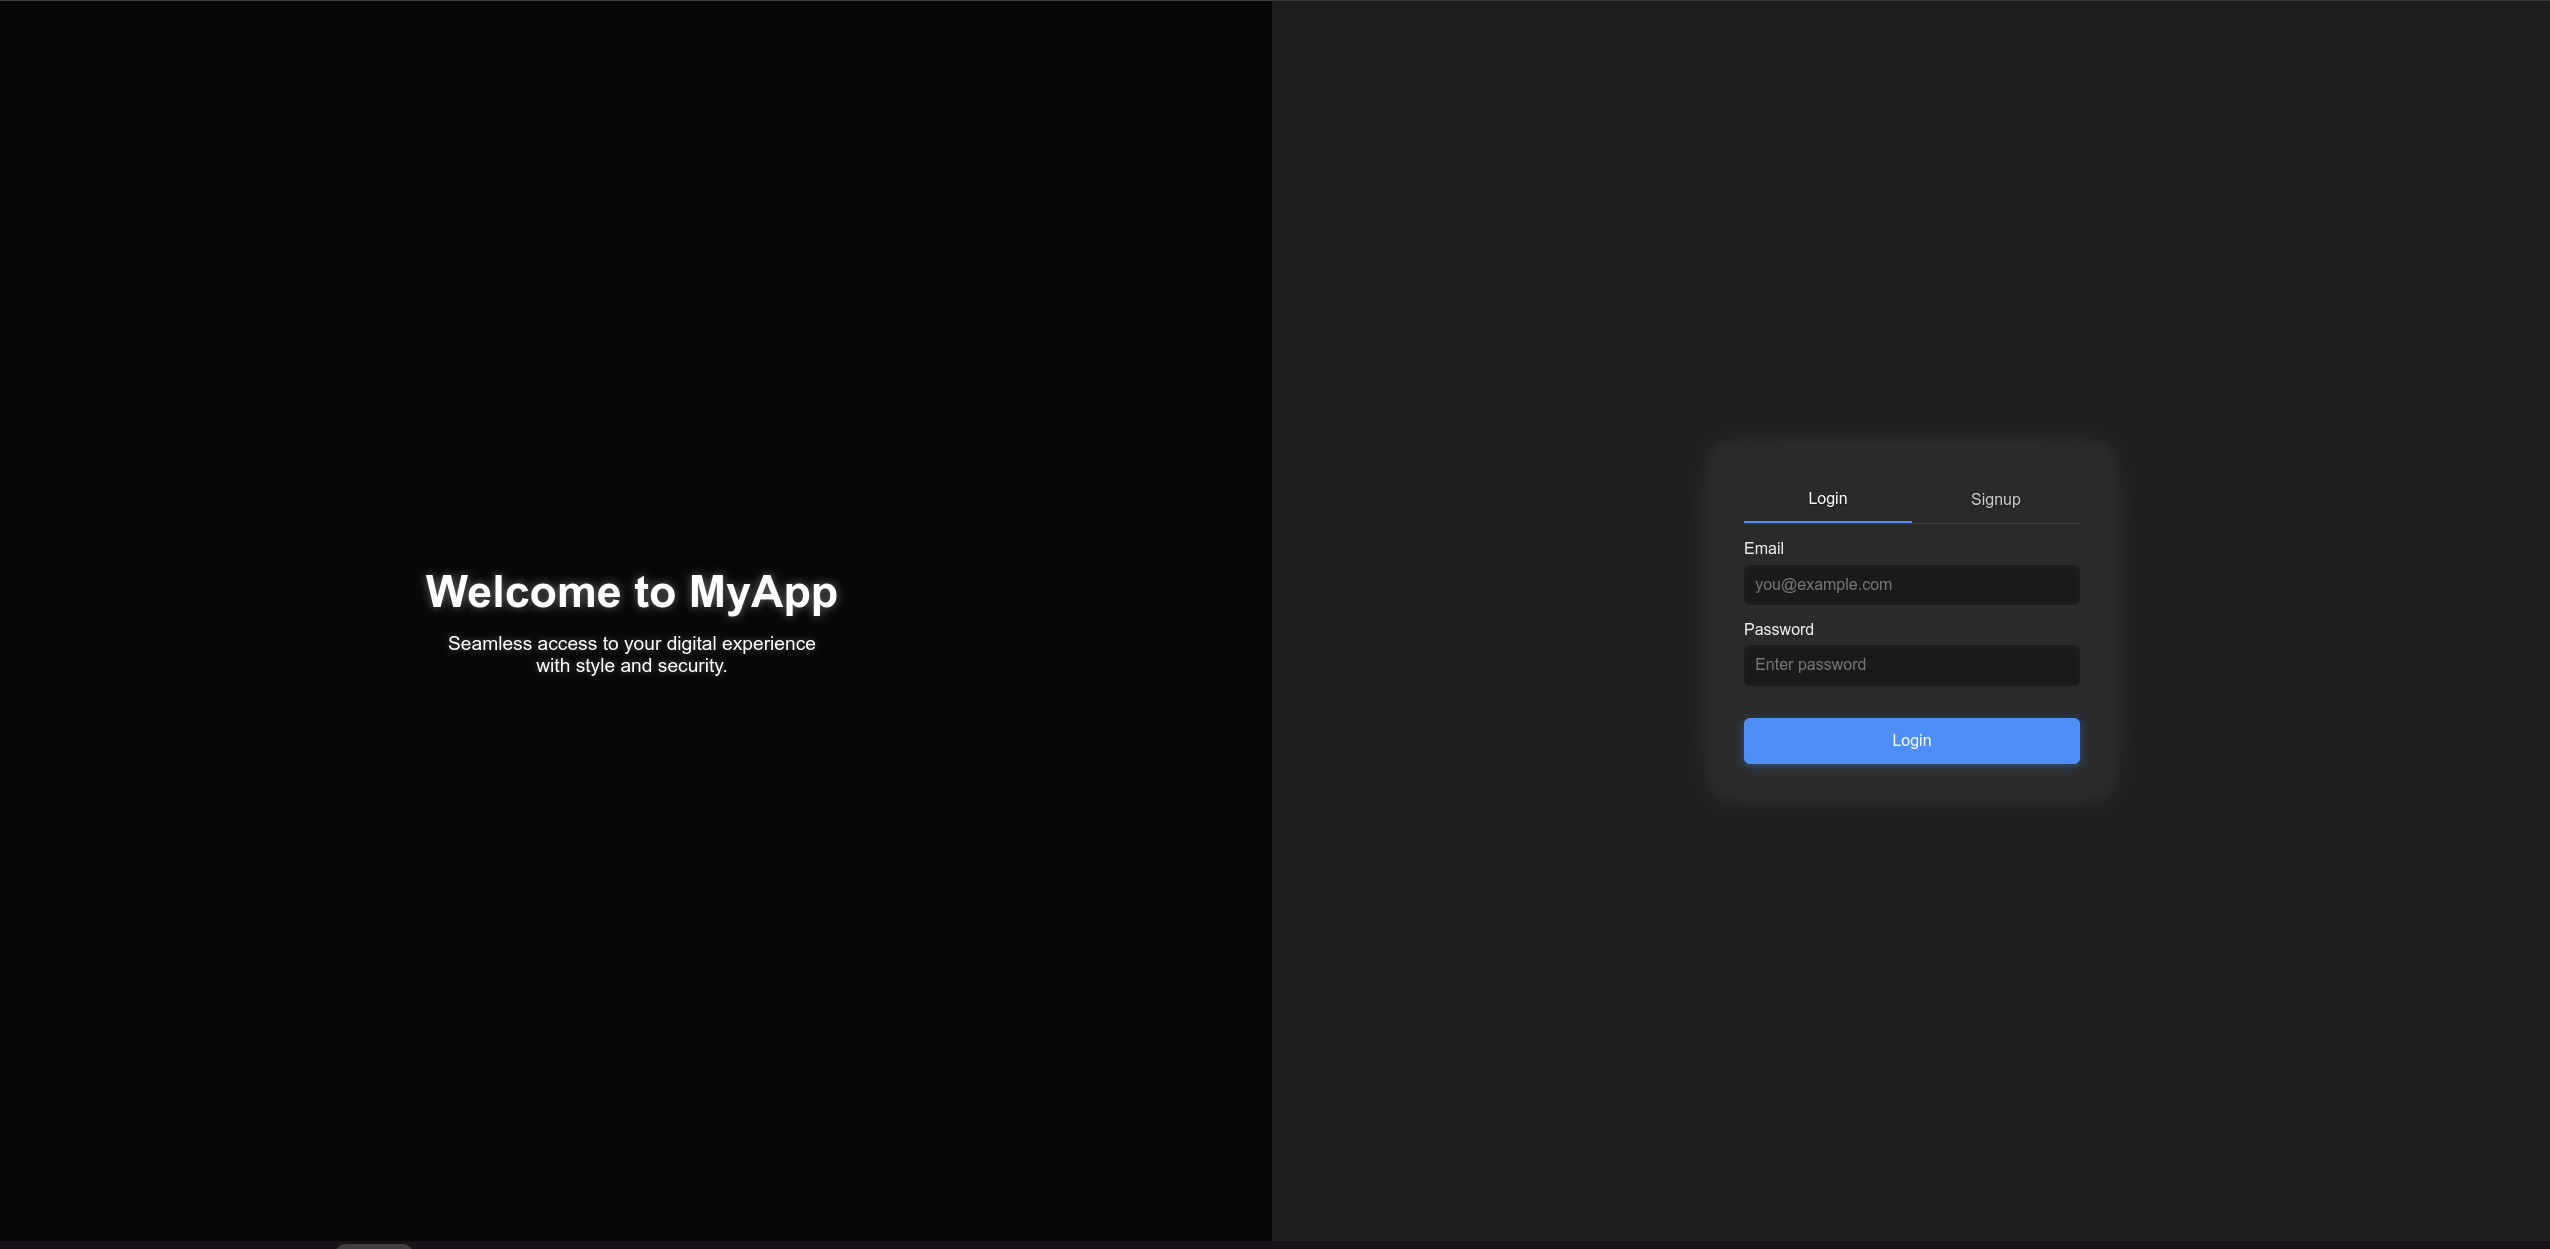 Welcome to MyApp
Seamless access to your digital experience
with style and security.
Login
Signup
Email
you@example.com
Password
Enter password
Login